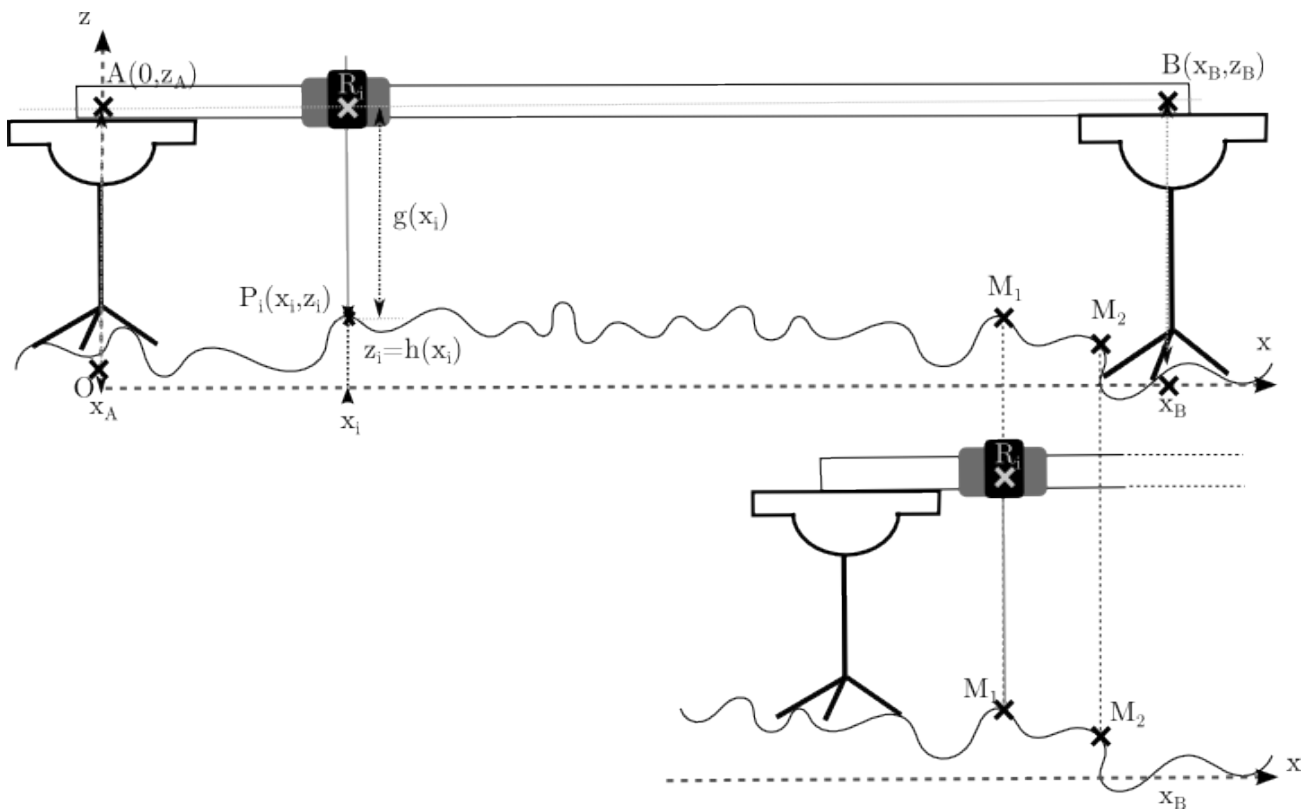 z
A(0,z_A)
B(x_B,z_B)
R_i
g(x_i)
P_i(x_i,z_i)
z_i=h(x_i)
M_1
M_2
x
O
x_A
x_i
x_B
R_i
M_1
M_2
x
x_B